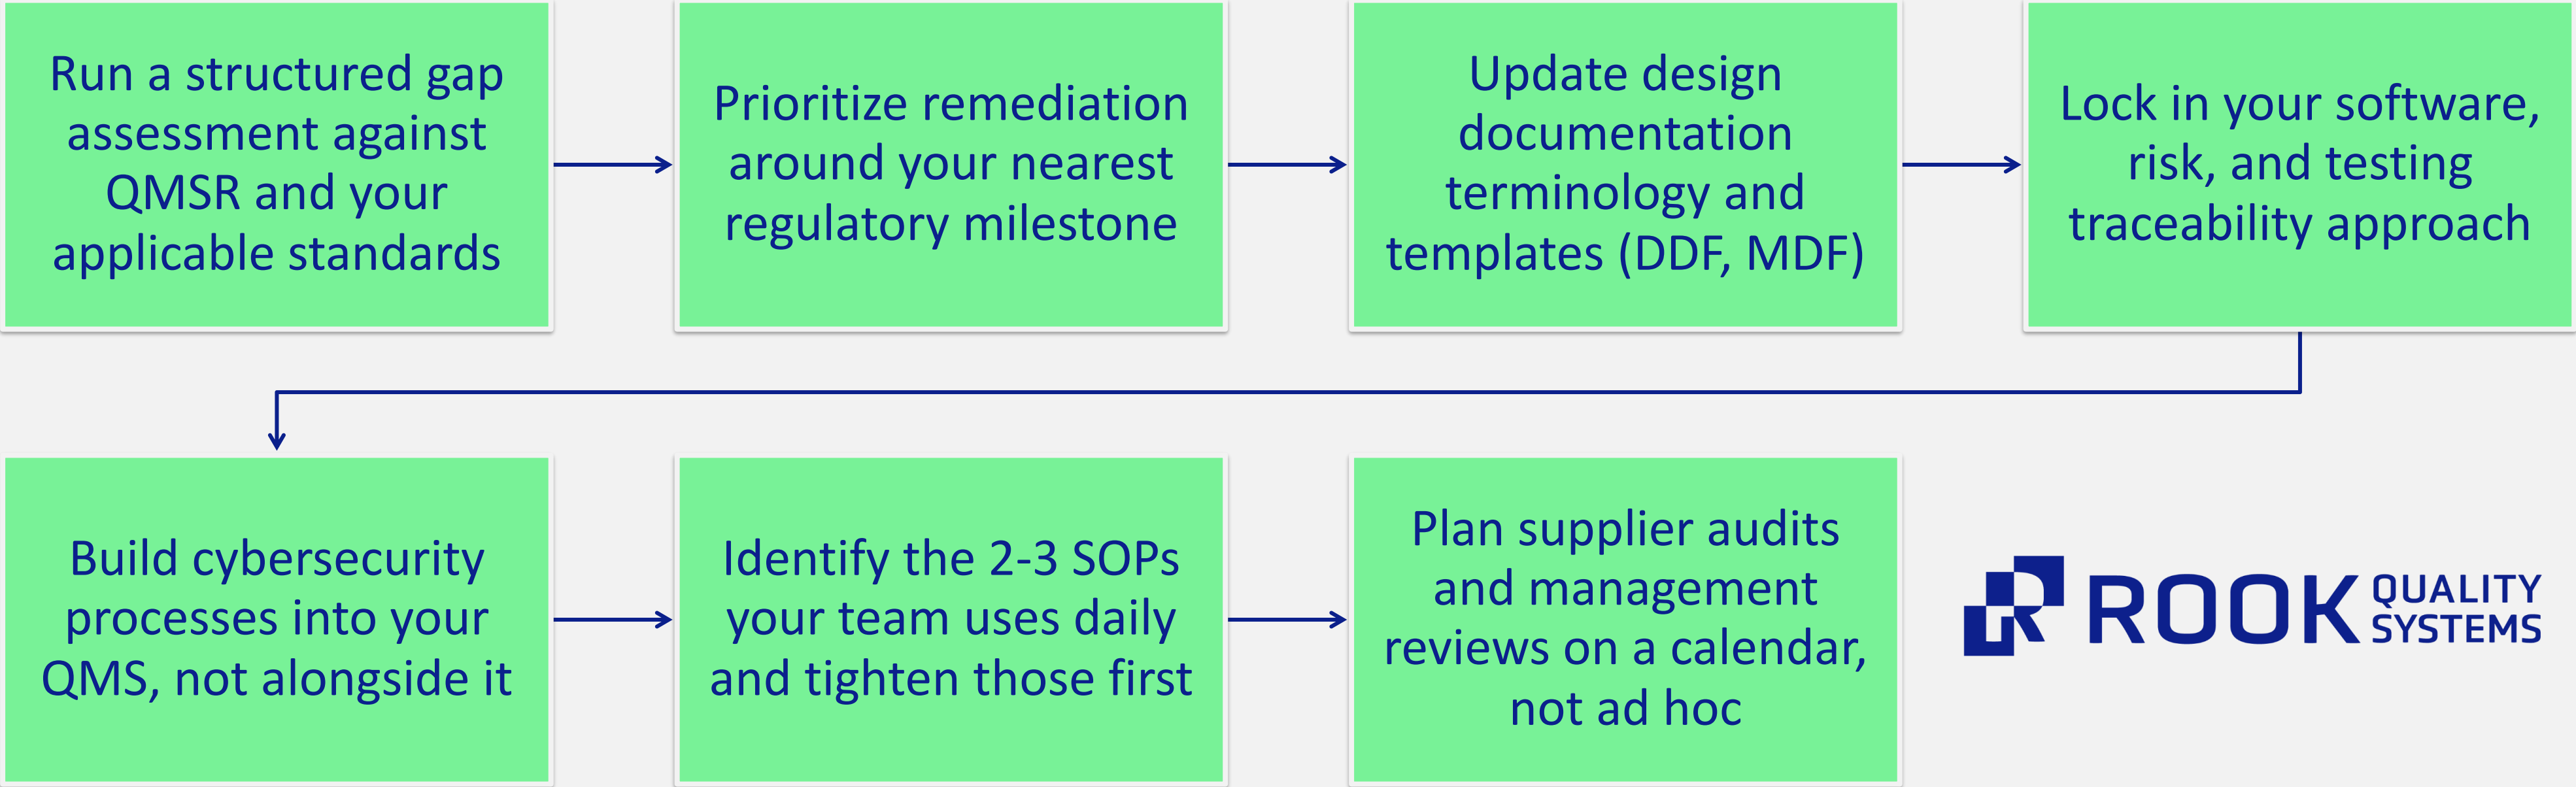 Run a structured gap
assessment against
QMSR and your
applicable standards
Prioritize remediation
around your nearest
regulatory milestone
Update design
documentation
terminology and
templates (DDF, MDF)
Lock in your software,
risk, and testing
traceability approach
Build cybersecurity
processes into your
QMS, not alongside it
Identify the 2-3 SOPs
your team uses daily
and tighten those first
Plan supplier audits
and management
reviews on a calendar,
not ad hoc
ROOK QUALITY
SYSTEMS